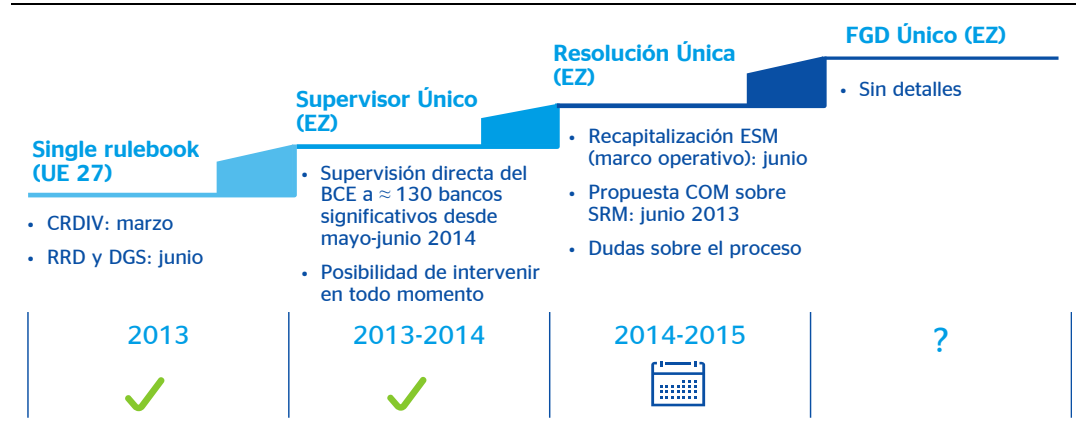 Single rulebook
(UE 27)
• CRDIV: marzo
• RRD y DGS: junio
Supervisor Único
(EZ)
• Supervisión directa del
BCE a ≈ 130 bancos
significativos desde
mayo-junio 2014
• Posibilidad de intervenir
en todo momento
Resolución Única
(EZ)
• Recapitalización ESM
(marco operativo): junio
• Propuesta COM sobre
SRM: junio 2013
• Dudas sobre el proceso
FGD Único (EZ)
• Sin detalles
2013
2013-2014
2014-2015
?